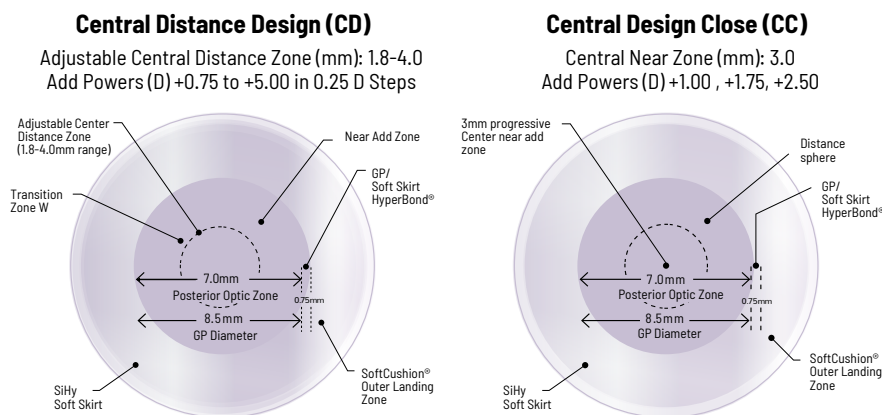 Central Distance Design (CD)
Adjustable Central Distance Zone (mm): 1.8-4.0
Add Powers (D) +0.75 to +5.00 in 0.25 D Steps
Adjustable Center
Distance Zone
(1.8-4.0mm range)
Near Add Zone
GP/
Soft Skirt
HyperBond®
Transition
Zone W
7.0mm
Posterior Optic Zone
0.75mm
8.5mm
GP Diameter
SiHy
Soft Skirt
SoftCushion®
Outer Landing
Zone
Central Design Close (CC)
Central Near Zone (mm): 3.0
Add Powers (D) +1.00 , +1.75, +2.50
3mm progressive
Center near add
zone
Distance
sphere
GP/
Soft Skirt
HyperBond®
7.0mm
Posterior Optic Zone
0.75mm
8.5mm
GP Diameter
SiHy
Soft Skirt
SoftCushion®
Outer Landing
Zone